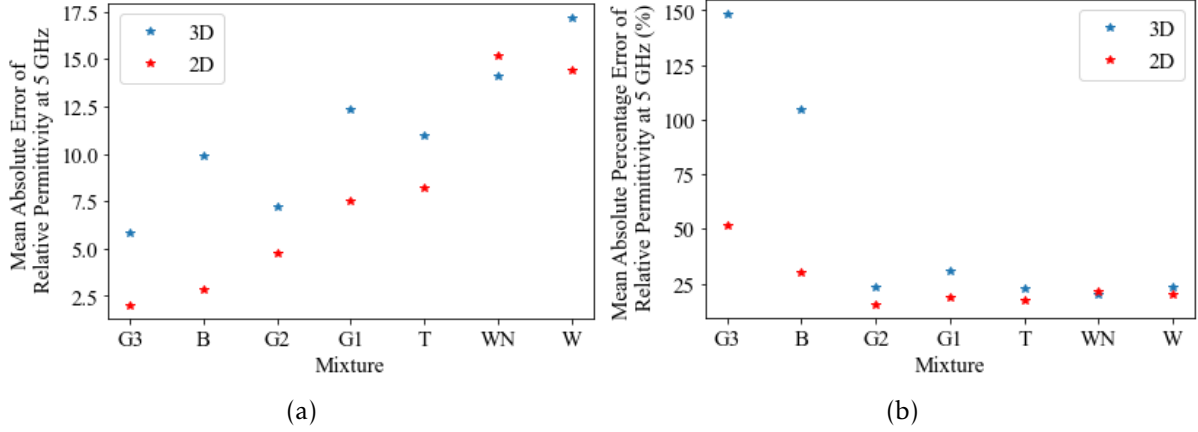 17.5
15.0
12.5
10.0
7.5
5.0
2.5
Mean Absolute Error of
Relative Permittivity at 5 GHz
3D
2D
G3 B G2 G1 T WN W
Mixture
(a)
150
125
100
75
50
25
Mean Absolute Percentage Error of
Relative Permittivity at 5 GHz (%)
3D
2D
G3 B G2 G1 T WN W
Mixture
(b)